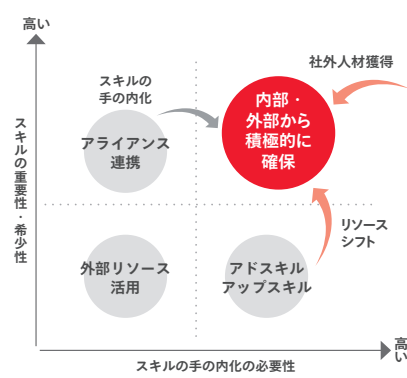 高い
社外人材獲得
スキルの
手の内化
内部・
外部から
積極的に
確保
アライアンス
連携
スキルの重要性・希少性
リソース
シフト
外部リソース
活用
アドスキル
アップスキル
高い
スキルの手の内化の必要性